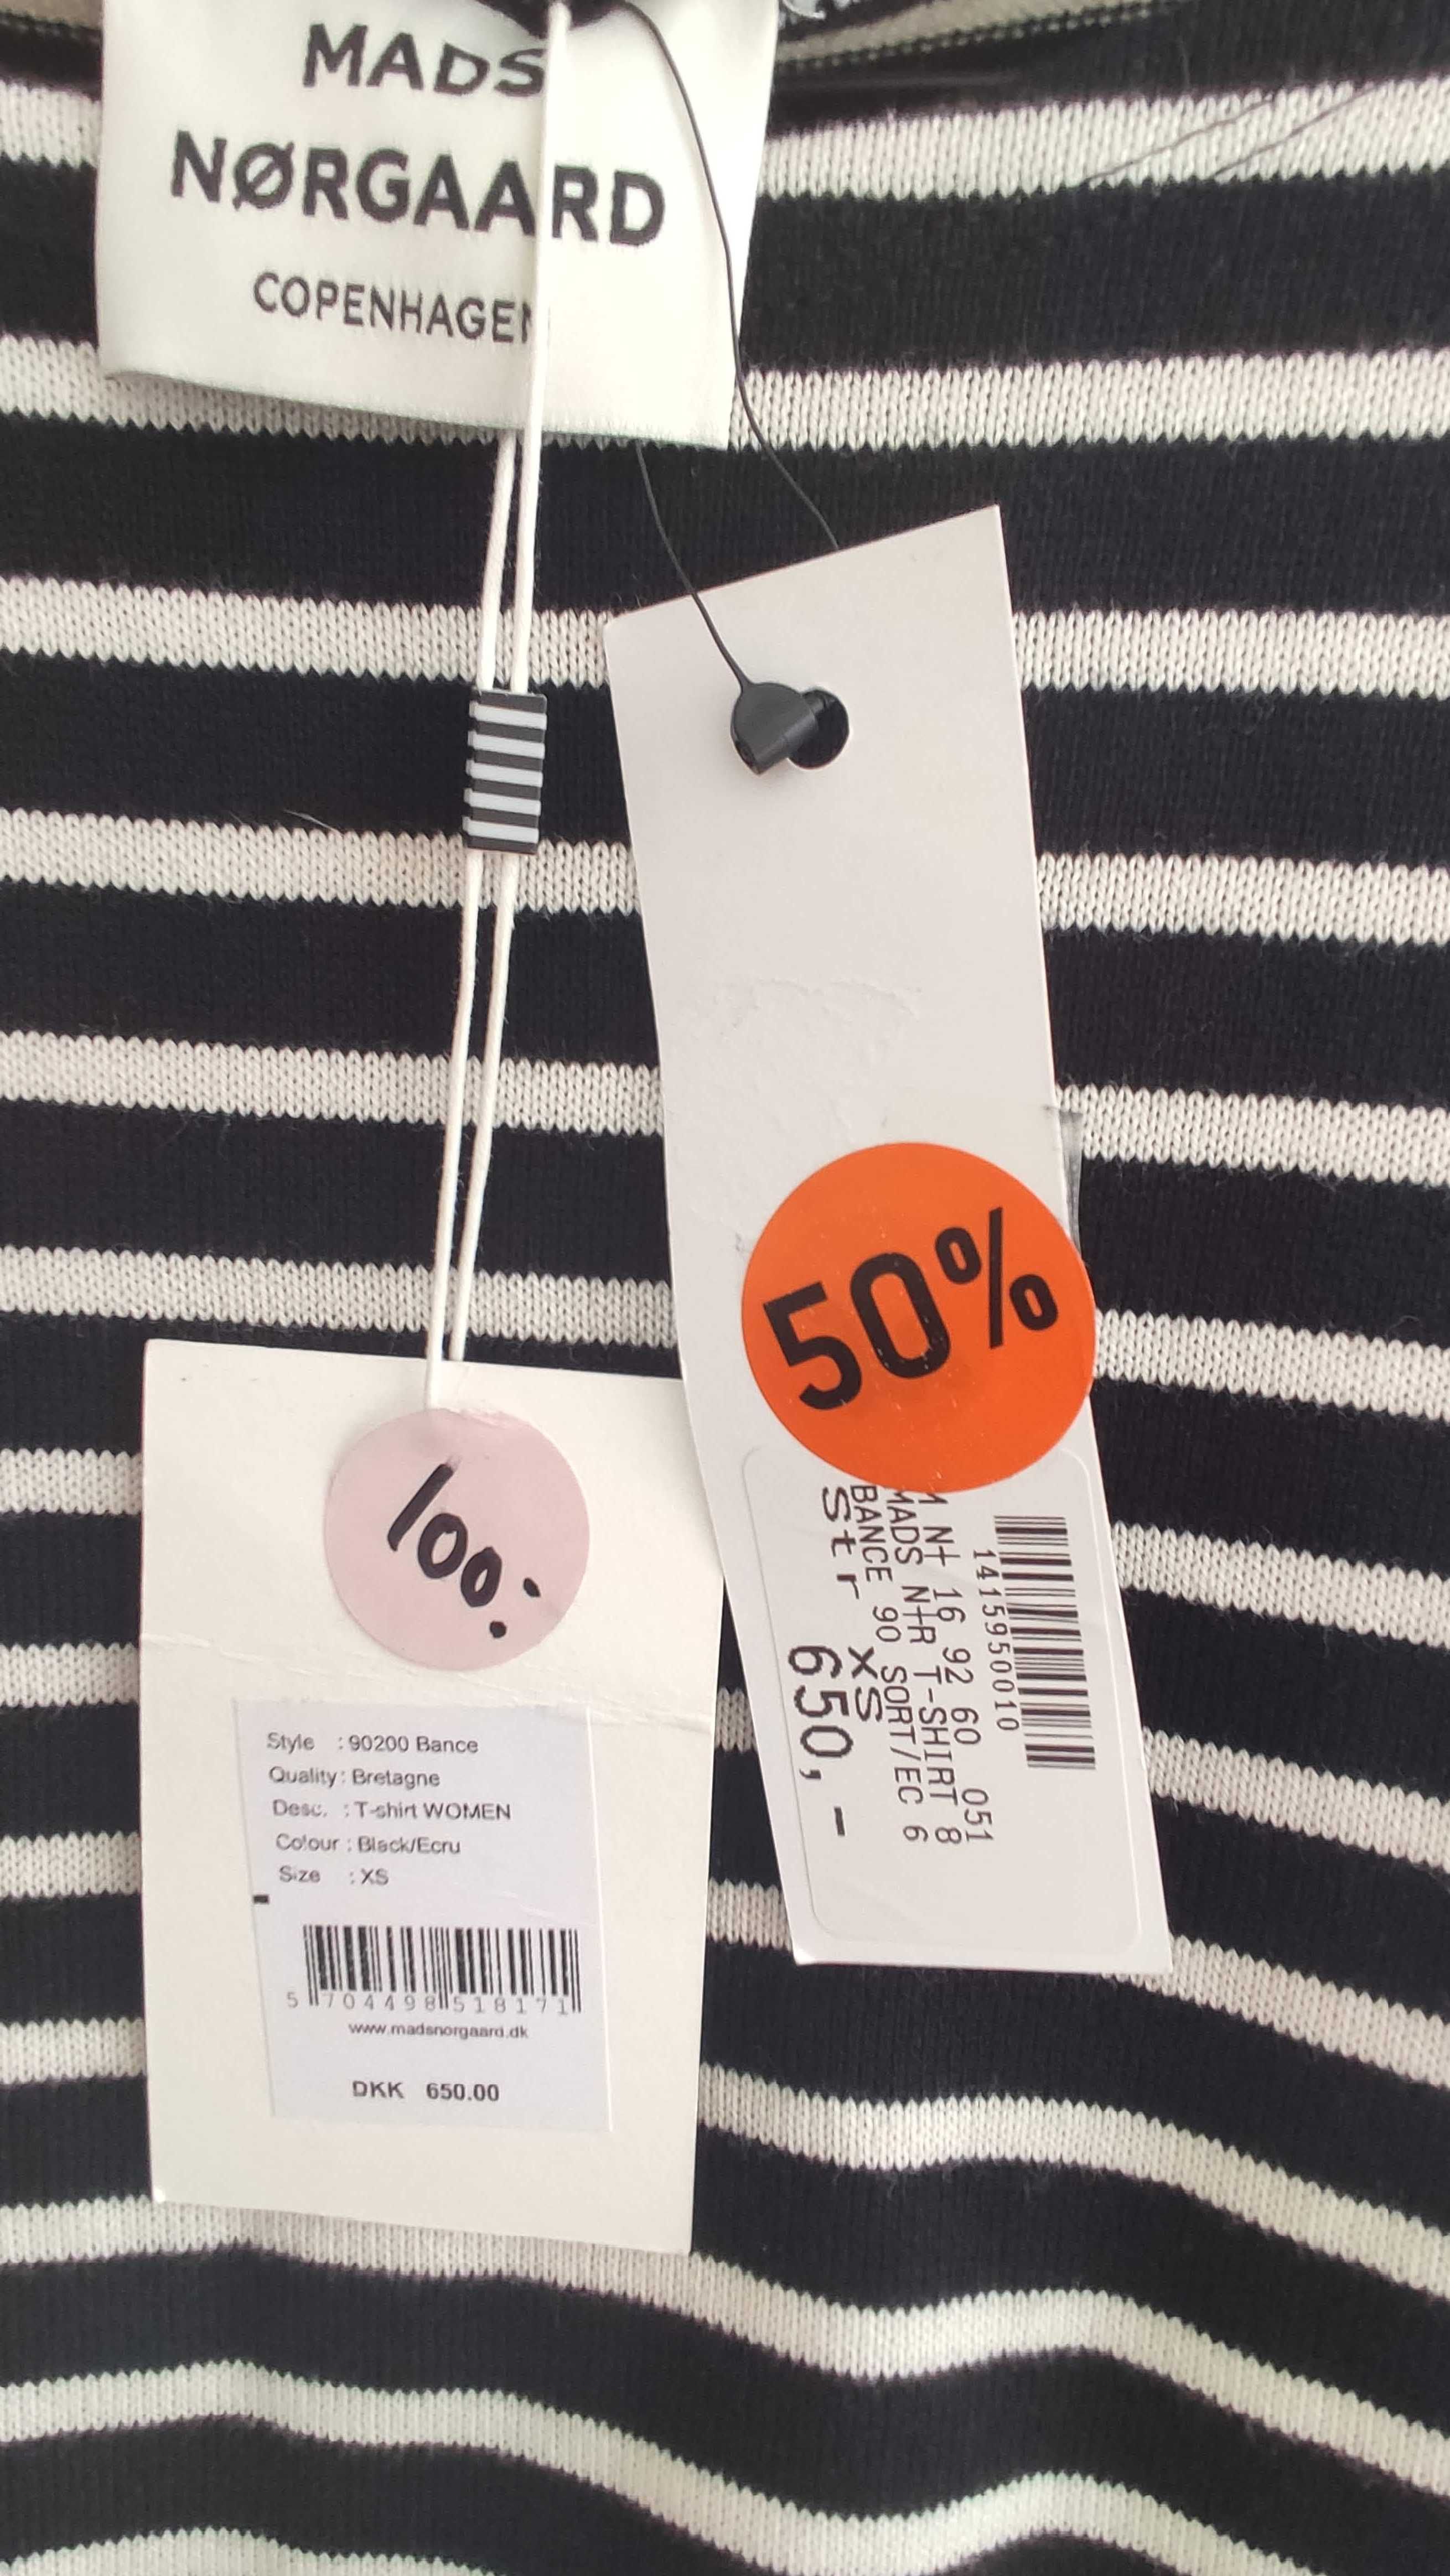 MADS
NØRGAARD
COPENHAGEN
50%
1415950010
M N+ 16 92 60 051
MADS N+R T-SHIRT 8
BANCE 90 SORT/EC 6
Str XS
650,-
100:
Style : 90200 Bance
Quality : Bretagne
Desc. : T-shirt WOMEN
Colour : Black/Ecru
Size : XS
5 704498 518171
www.madsnorgaard.dk
DKK 650.00